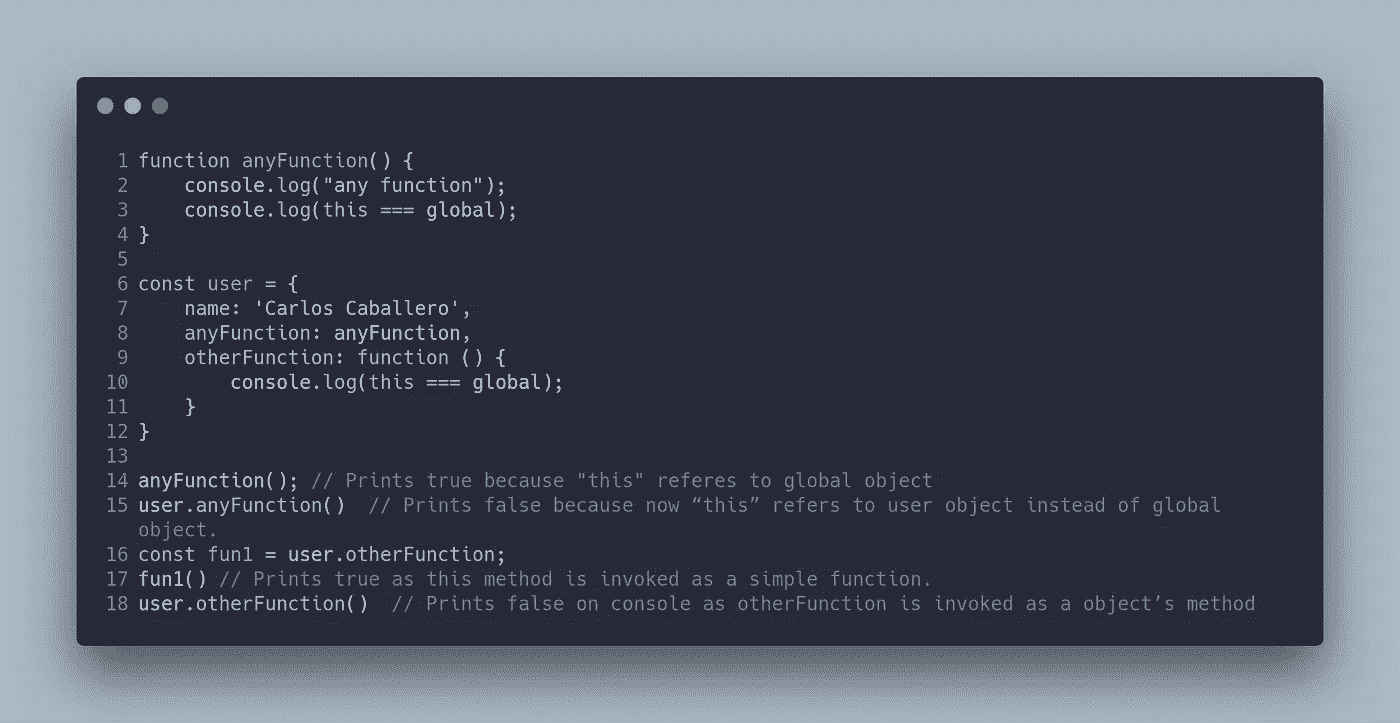 1 function anyFunction() {
2     console.log("any function");
3     console.log(this === global);
4 }
5
6 const user = {
7     name: 'Carlos Caballero',
8     anyFunction: anyFunction,
9     otherFunction: function () {
10         console.log(this === global);
11     }
12 }
13
14 anyFunction(); // Prints true because "this" referes to global object
15 user.anyFunction()  // Prints false because now “this” refers to user object instead of global
object.
16 const fun1 = user.otherFunction;
17 fun1() // Prints true as this method is invoked as a simple function.
18 user.otherFunction()  // Prints false on console as otherFunction is invoked as a object’s method